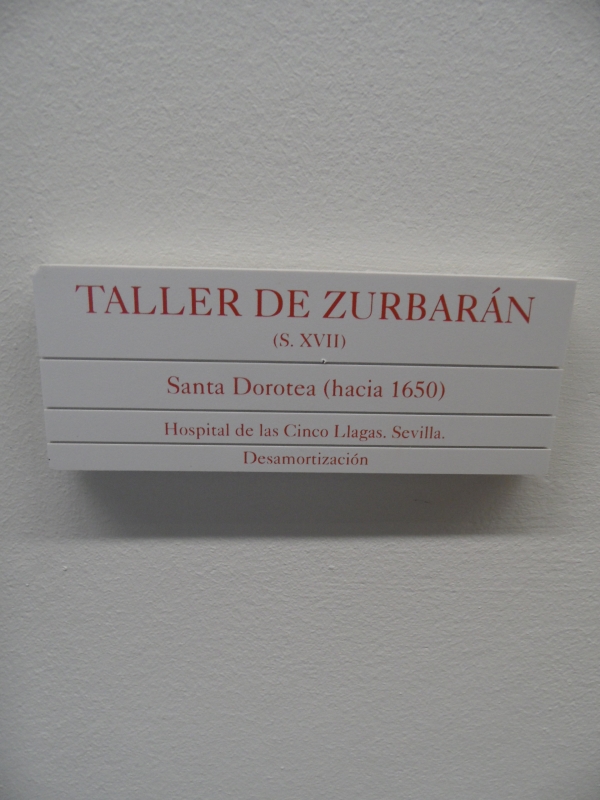 TALLER DE ZURBARÁN
(S. XVII)
Santa Dorotea (hacia 1650)
Hospital de las Cinco Llagas. Sevilla.
Desamortización